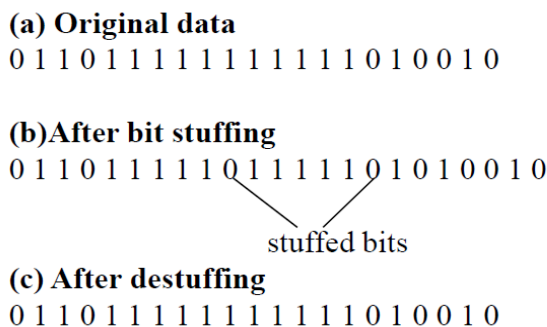 (a) Original data
0 1 1 0 1 1 1 1 1 1 1 1 1 1 1 0 1 0 0 1 0
(b)After bit stuffing
0 1 1 0 1 1 1 1 1 0 1 1 1 1 1 0 1 0 1 0 0 1 0
stuffed bits
(c) After destuffing
0 1 1 0 1 1 1 1 1 1 1 1 1 1 1 0 1 0 0 1 0